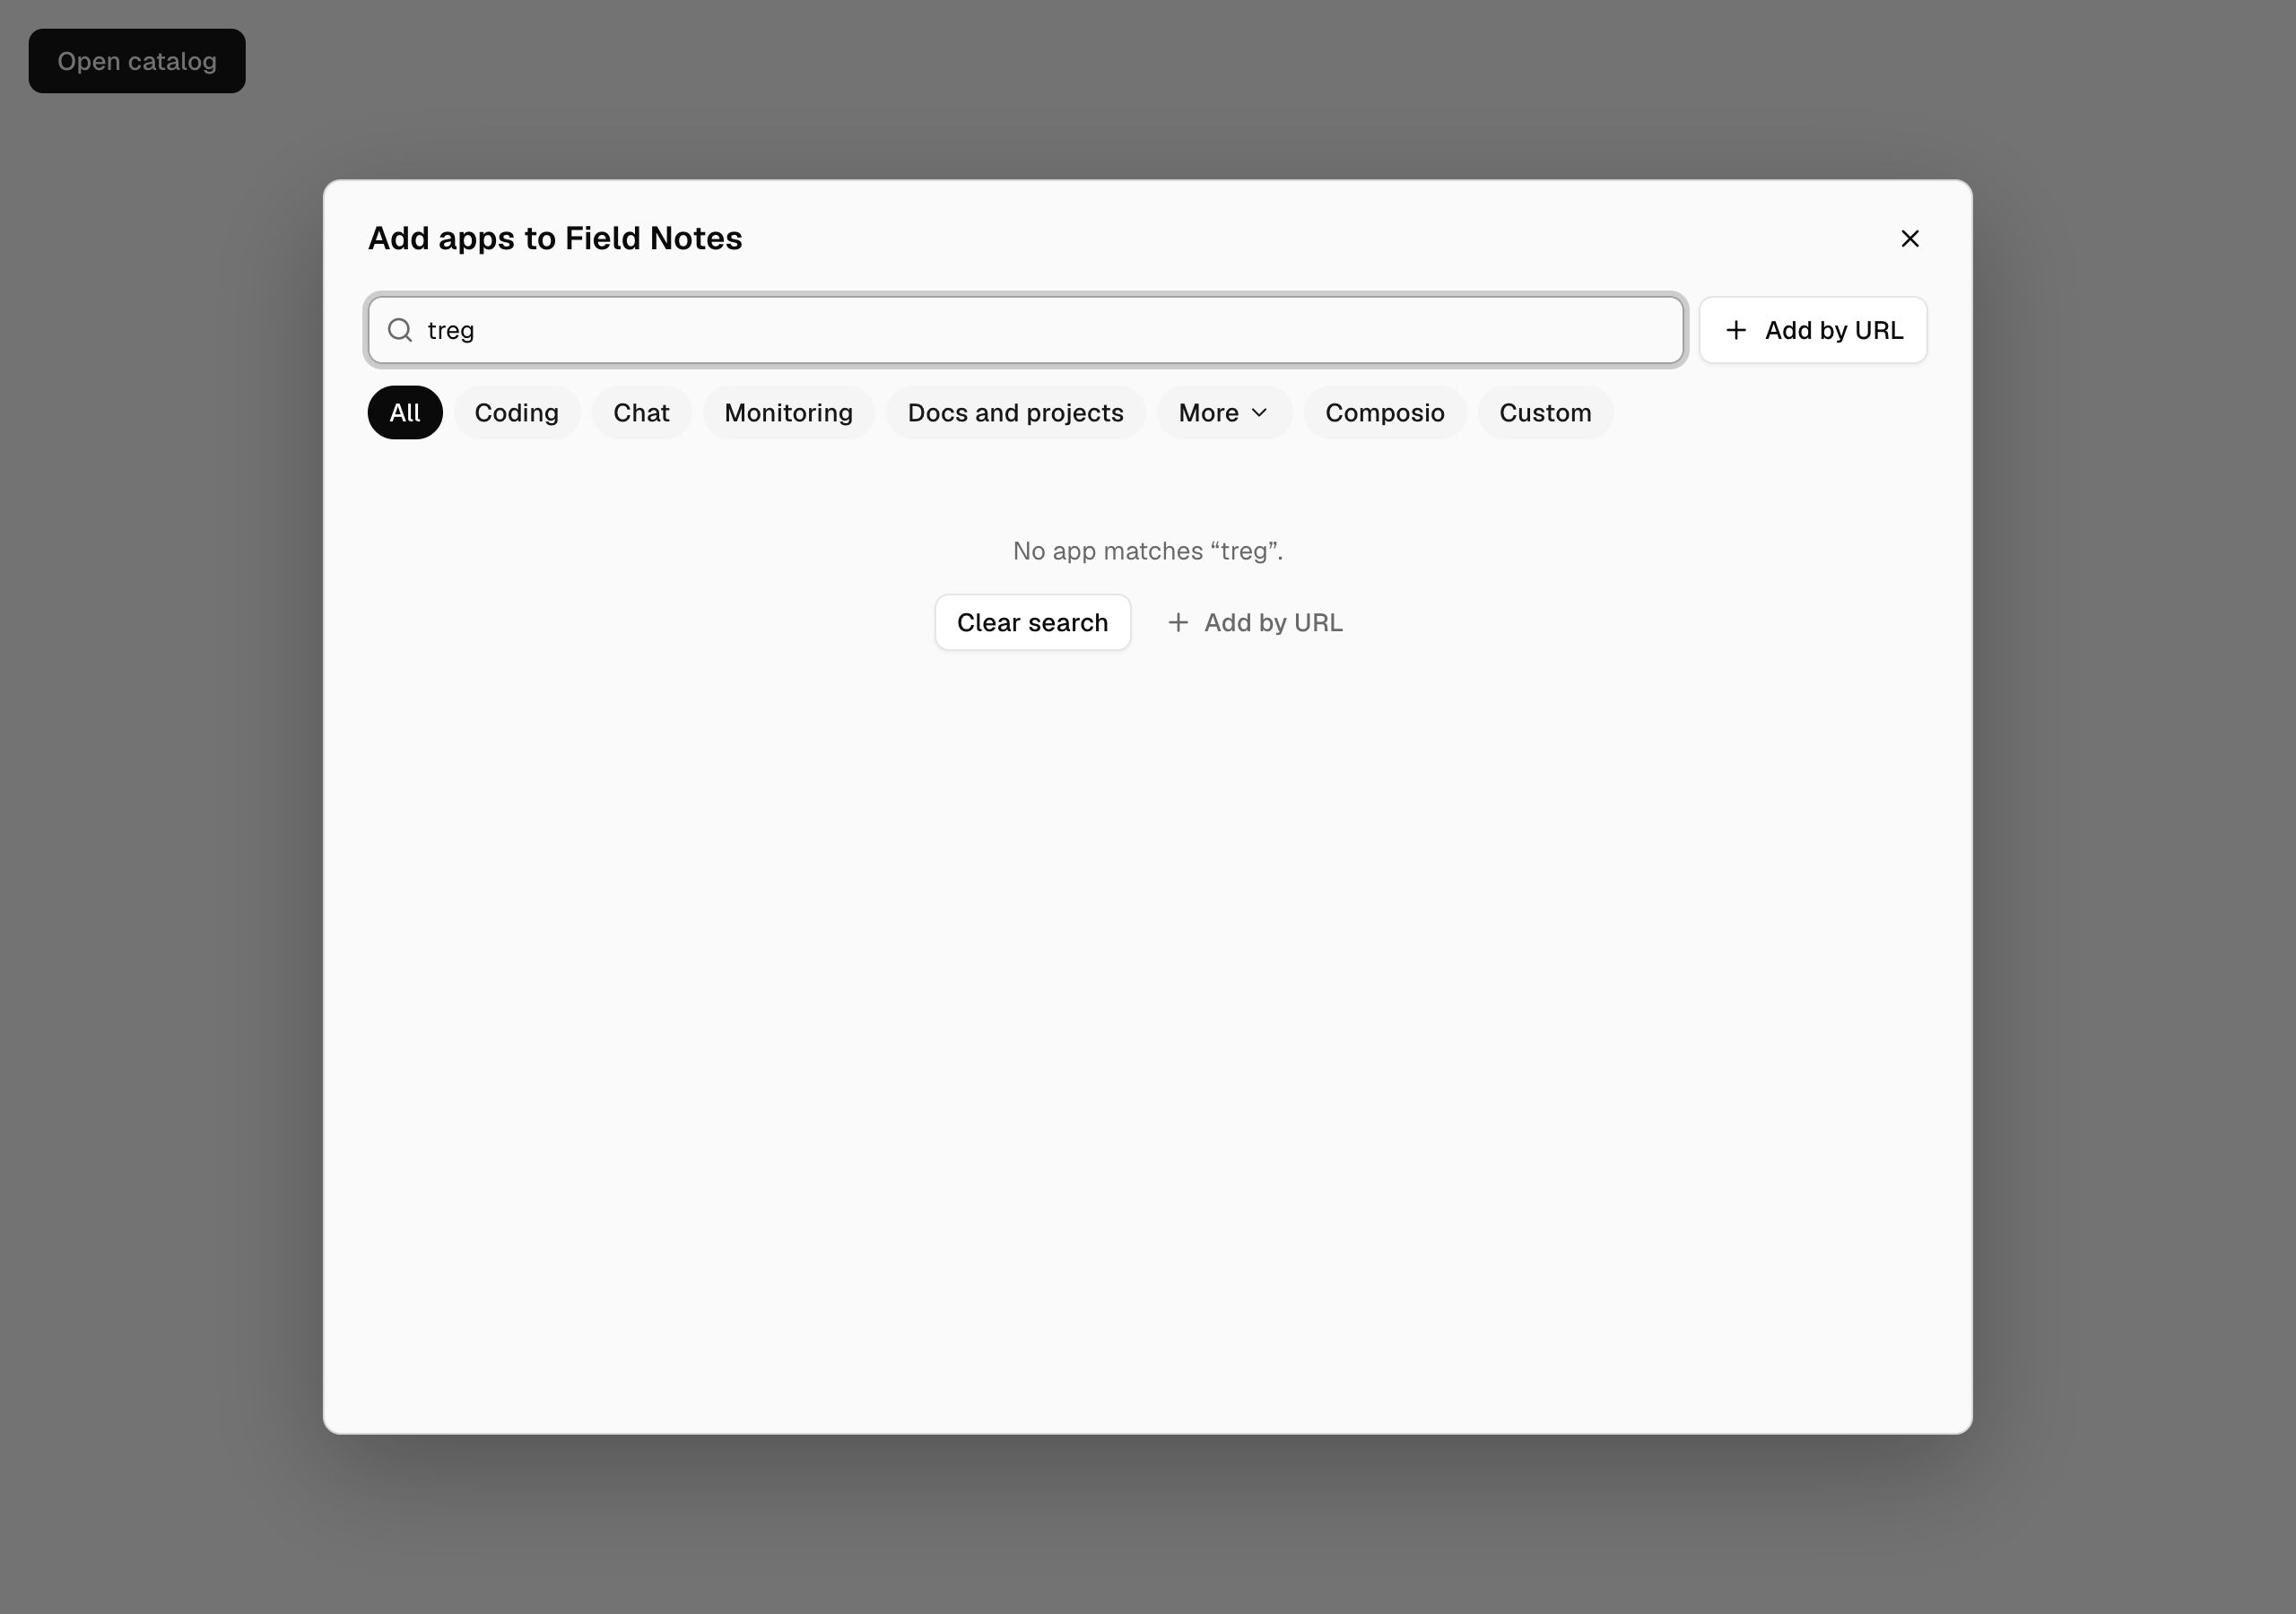 Open catalog
Add apps to Field Notes
treg
Add by URL
All Coding Chat Monitoring Docs and projects More Composio Custom
No app matches “treg”.
Clear search Add by URL